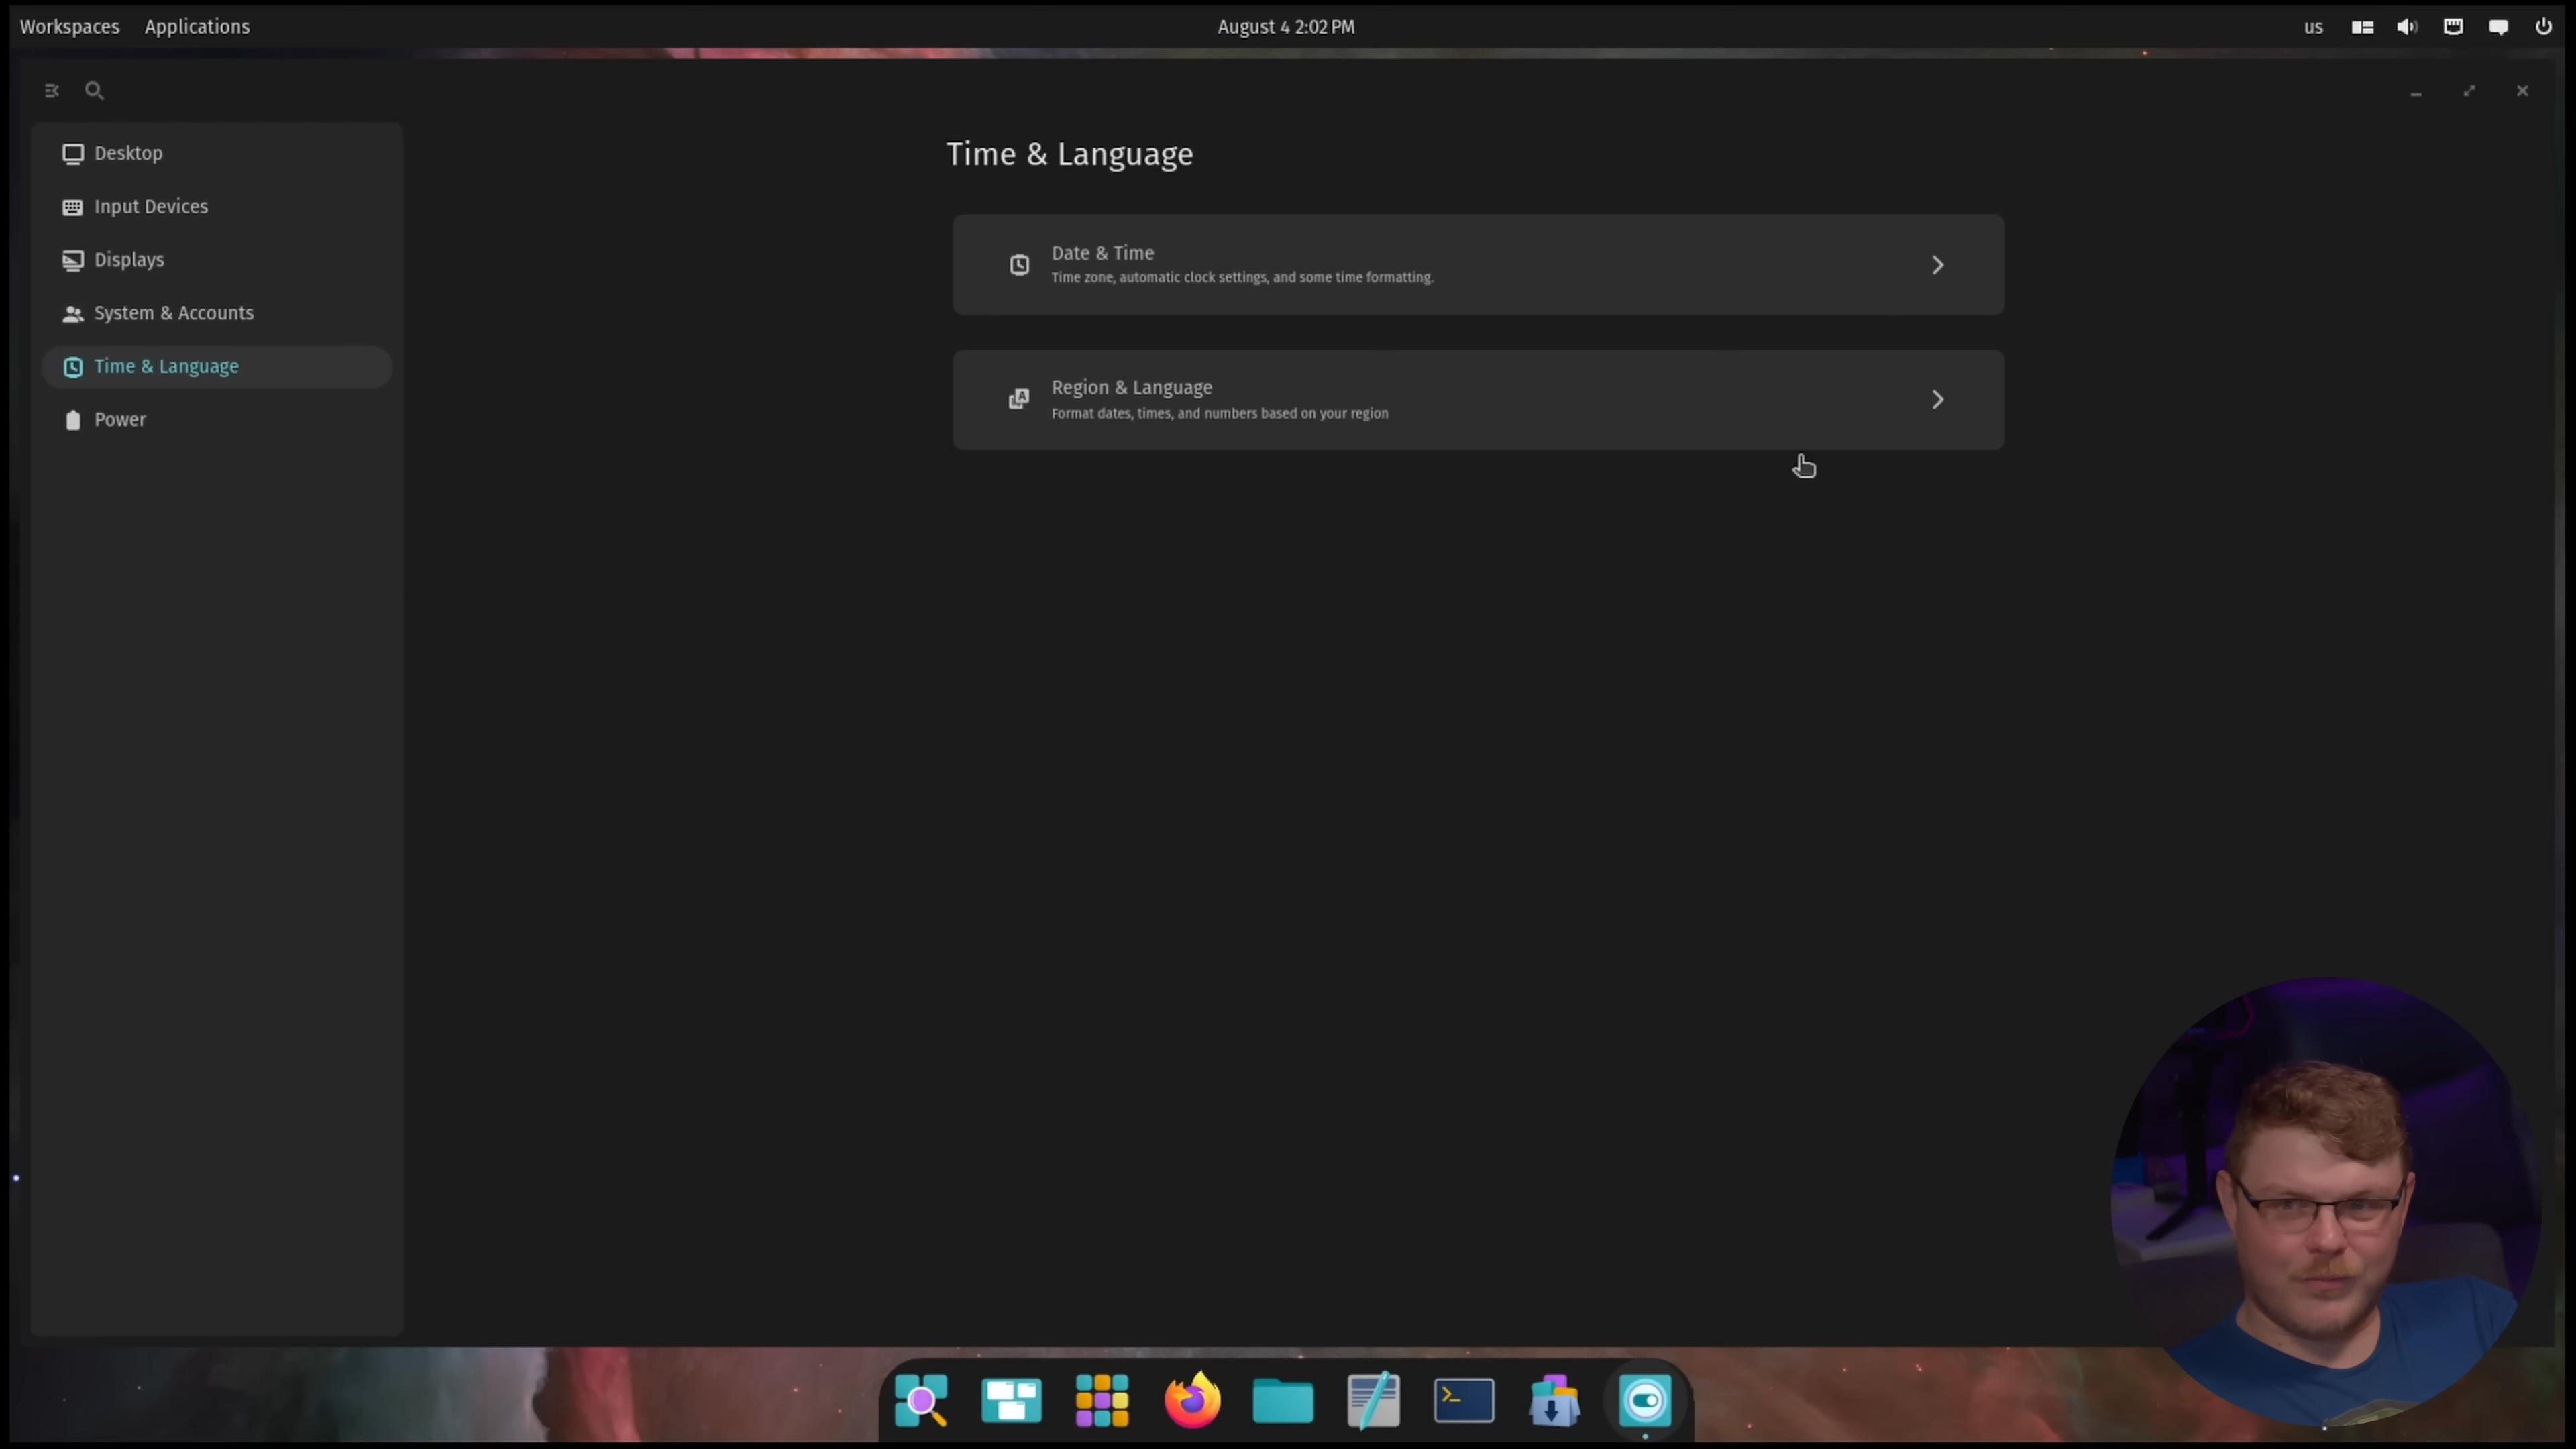 Workspaces Applications August 4 2:02 PM us
Time & Language
Desktop
Input Devices
Displays
System & Accounts
Time & Language
Power
Date & Time
Time zone, automatic clock settings, and some time formatting.
Region & Language
Format dates, times, and numbers based on your region